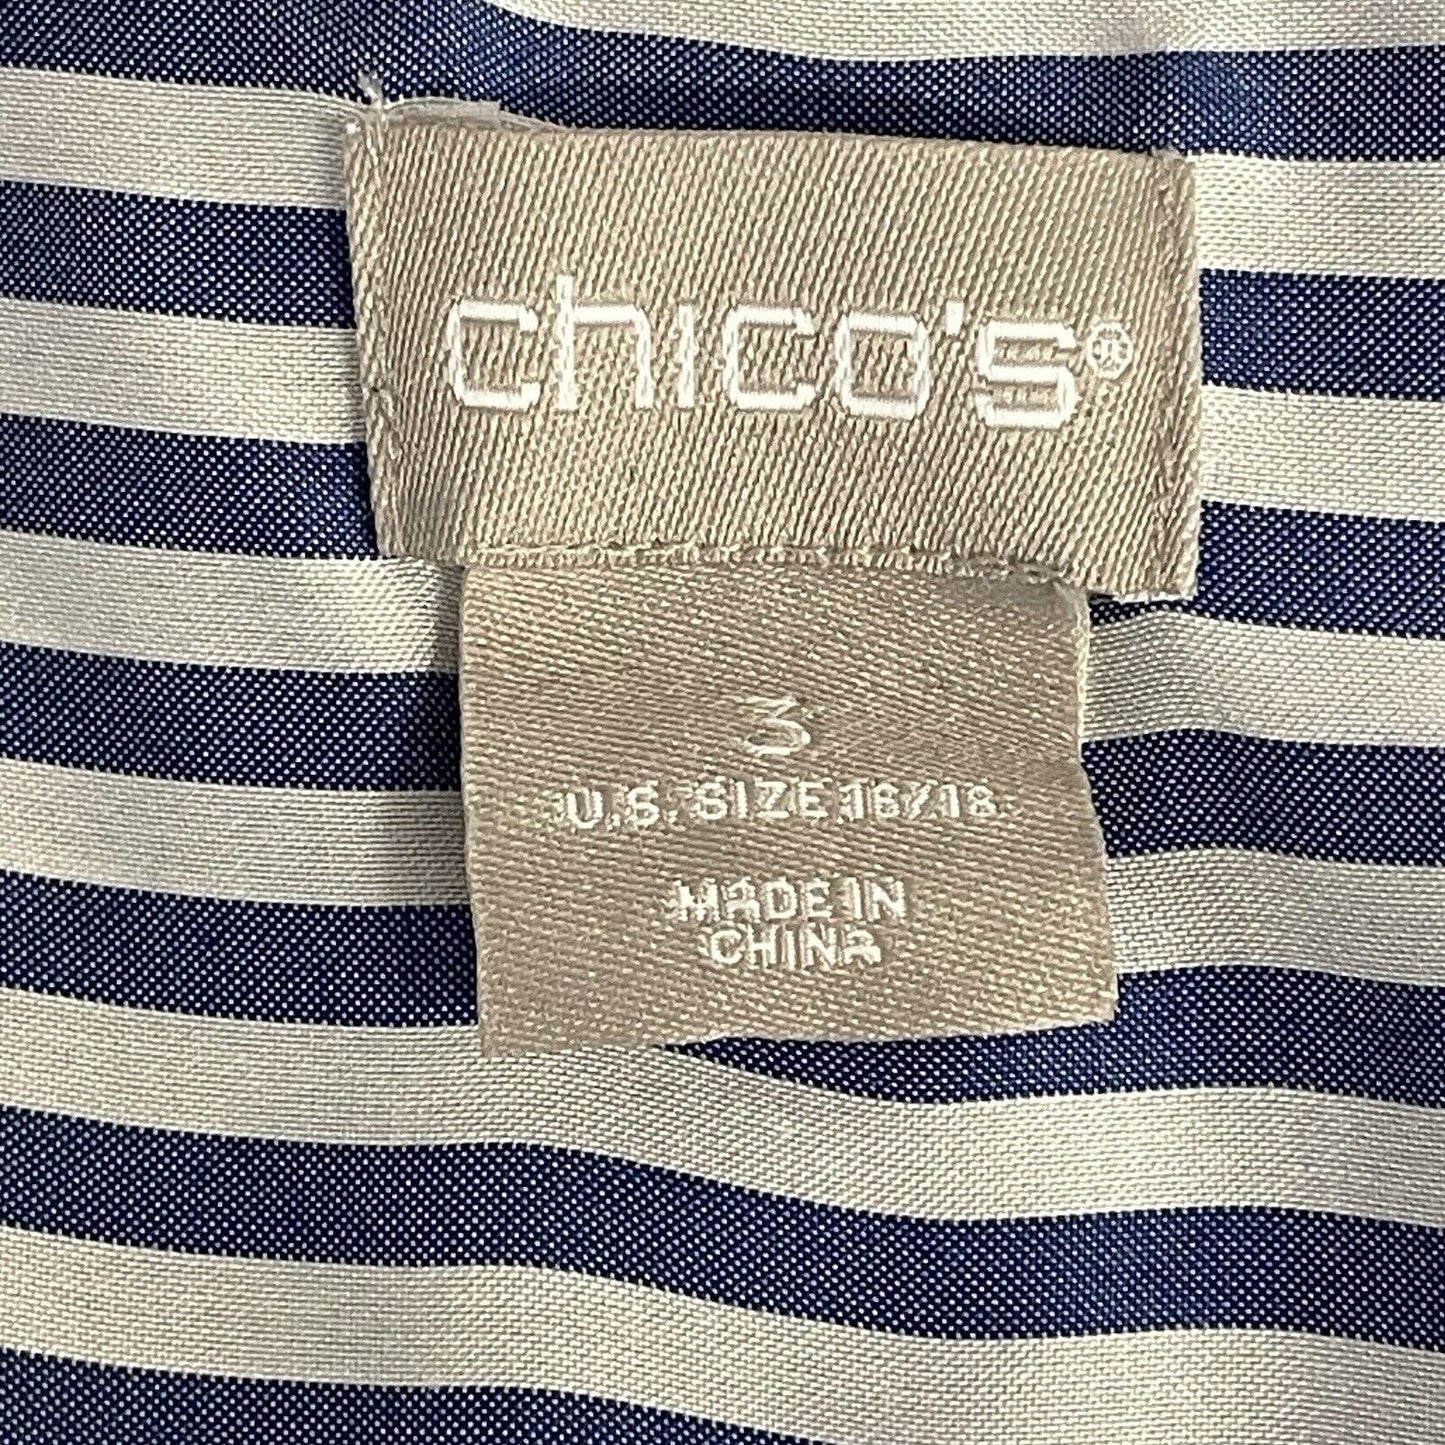 chico's®
3
U.S. SIZE 16/18
MADE IN
CHINA